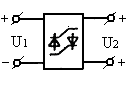 + +
U1 U2
− +